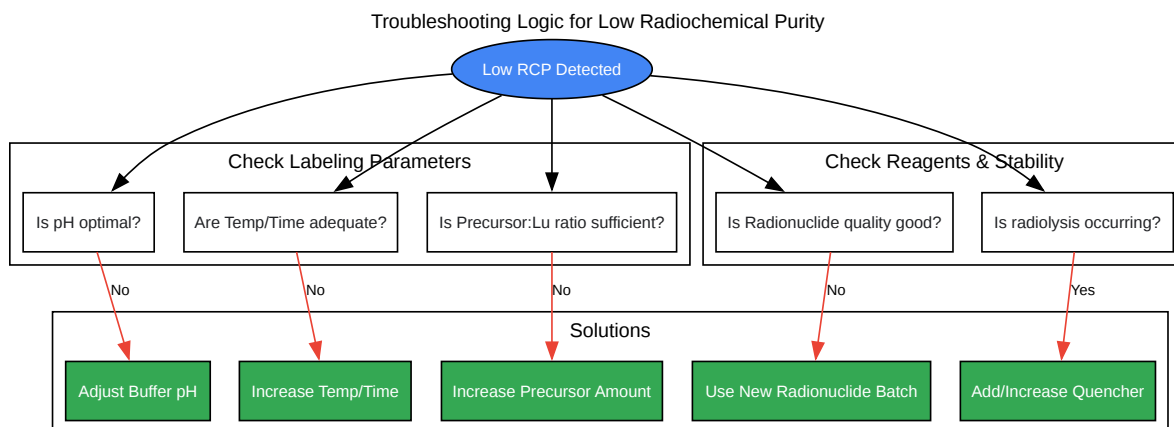 Troubleshooting Logic for Low Radiochemical Purity
Low RCP Detected
Check Labeling Parameters
Check Reagents & Stability
Is pH optimal?
Are Temp/Time adequate?
Is Precursor:Lu ratio sufficient?
Is Radionuclide quality good?
Is radiolysis occurring?
No
No
No
No
Yes
Solutions
Adjust Buffer pH
Increase Temp/Time
Increase Precursor Amount
Use New Radionuclide Batch
Add/Increase Quencher